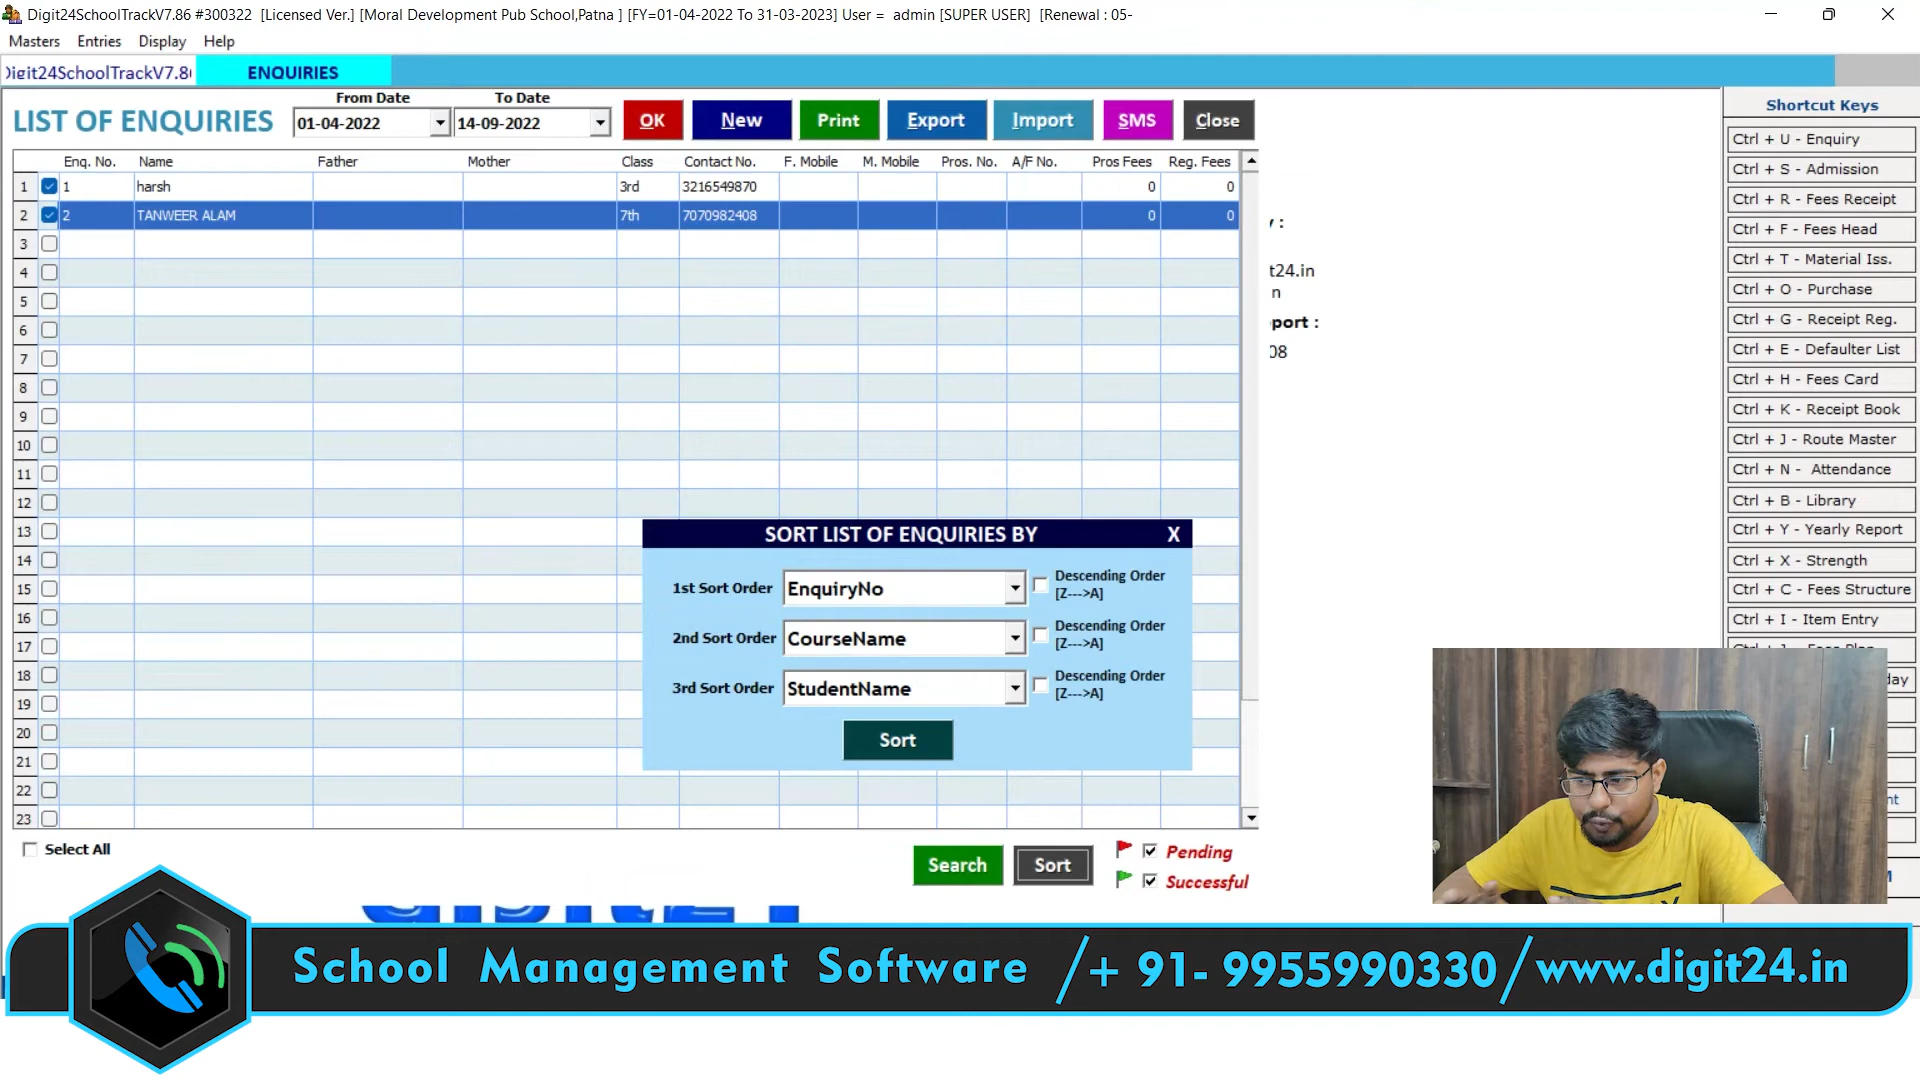 Digit24SchoolTrackV7.86 #300322 [Licensed Ver.] [Moral Development Pub School,Patna ] [FY=01-04-2022 To 31-03-2023] User = admin [SUPER USER] [Renewal : 05-
Masters Entries Display Help
Digit24SchoolTrackV7.8 ENQUIRIES
LIST OF ENQUIRIES
From Date To Date
01-04-2022 14-09-2022 OK New Print Export Import SMS Close
Eng. No. Name Father Mother Class Contact No. F. Mobile M. Mobile Pros. No. A/F No. Pros Fees Reg. Fees
1 1 harsh 3rd 3216549870 0 0
2 2 TANWEER ALAM 7th 7070982408 0 0
3
4
5
6
7
8
9
10
11
12
13
14
15
16
17
18
19
20
21
22
23
SORT LIST OF ENQUIRIES BY X
1st Sort Order EnquiryNo Descending Order [Z--->A]
2nd Sort Order CourseName Descending Order [Z--->A]
3rd Sort Order StudentName Descending Order [Z--->A]
Sort
Select All
Search Sort Pending
Successful
y :
t24.in
n
port :
08
Shortcut Keys
Ctrl + U - Enquiry
Ctrl + S - Admission
Ctrl + R - Fees Receipt
Ctrl + F - Fees Head
Ctrl + T - Material Iss.
Ctrl + O - Purchase
Ctrl + G - Receipt Reg.
Ctrl + E - Defaulter List
Ctrl + H - Fees Card
Ctrl + K - Receipt Book
Ctrl + J - Route Master
Ctrl + N - Attendance
Ctrl + B - Library
Ctrl + Y - Yearly Report
Ctrl + X - Strength
Ctrl + C - Fees Structure
Ctrl + I - Item Entry
day
nt
School Management Software /+ 91- 9955990330/www.digit24.in